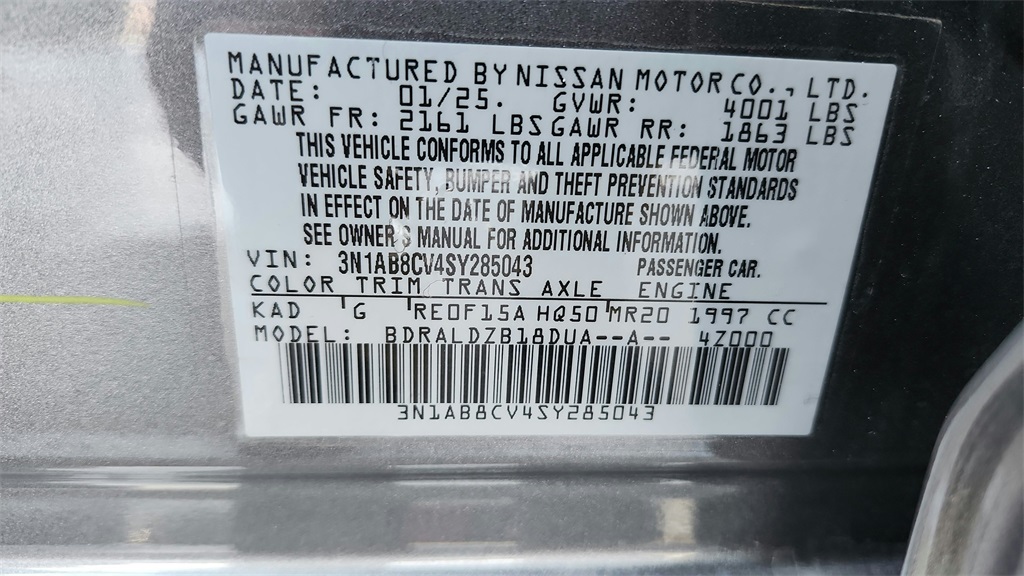 MANUFACTURED BY NISSAN MOTOR CO., LTD.
DATE: 01/25. GVWR: 4001 LBS
GAWR FR: 2161 LBS GAWR RR: 1863 LBS
THIS VEHICLE CONFORMS TO ALL APPLICABLE FEDERAL MOTOR
VEHICLE SAFETY, BUMPER AND THEFT PREVENTION STANDARDS
IN EFFECT ON THE DATE OF MANUFACTURE SHOWN ABOVE.
SEE OWNER'S MANUAL FOR ADDITIONAL INFORMATION.
VIN: 3N1AB8CV4SY285043 PASSENGER CAR.
COLOR TRIM TRANS AXLE ENGINE
KAD G RE0F15A HQ50 MR20 1997 CC
MODEL: BDRALDZB18DUA--A-- 4Z000
3N1AB8CV4SY285043